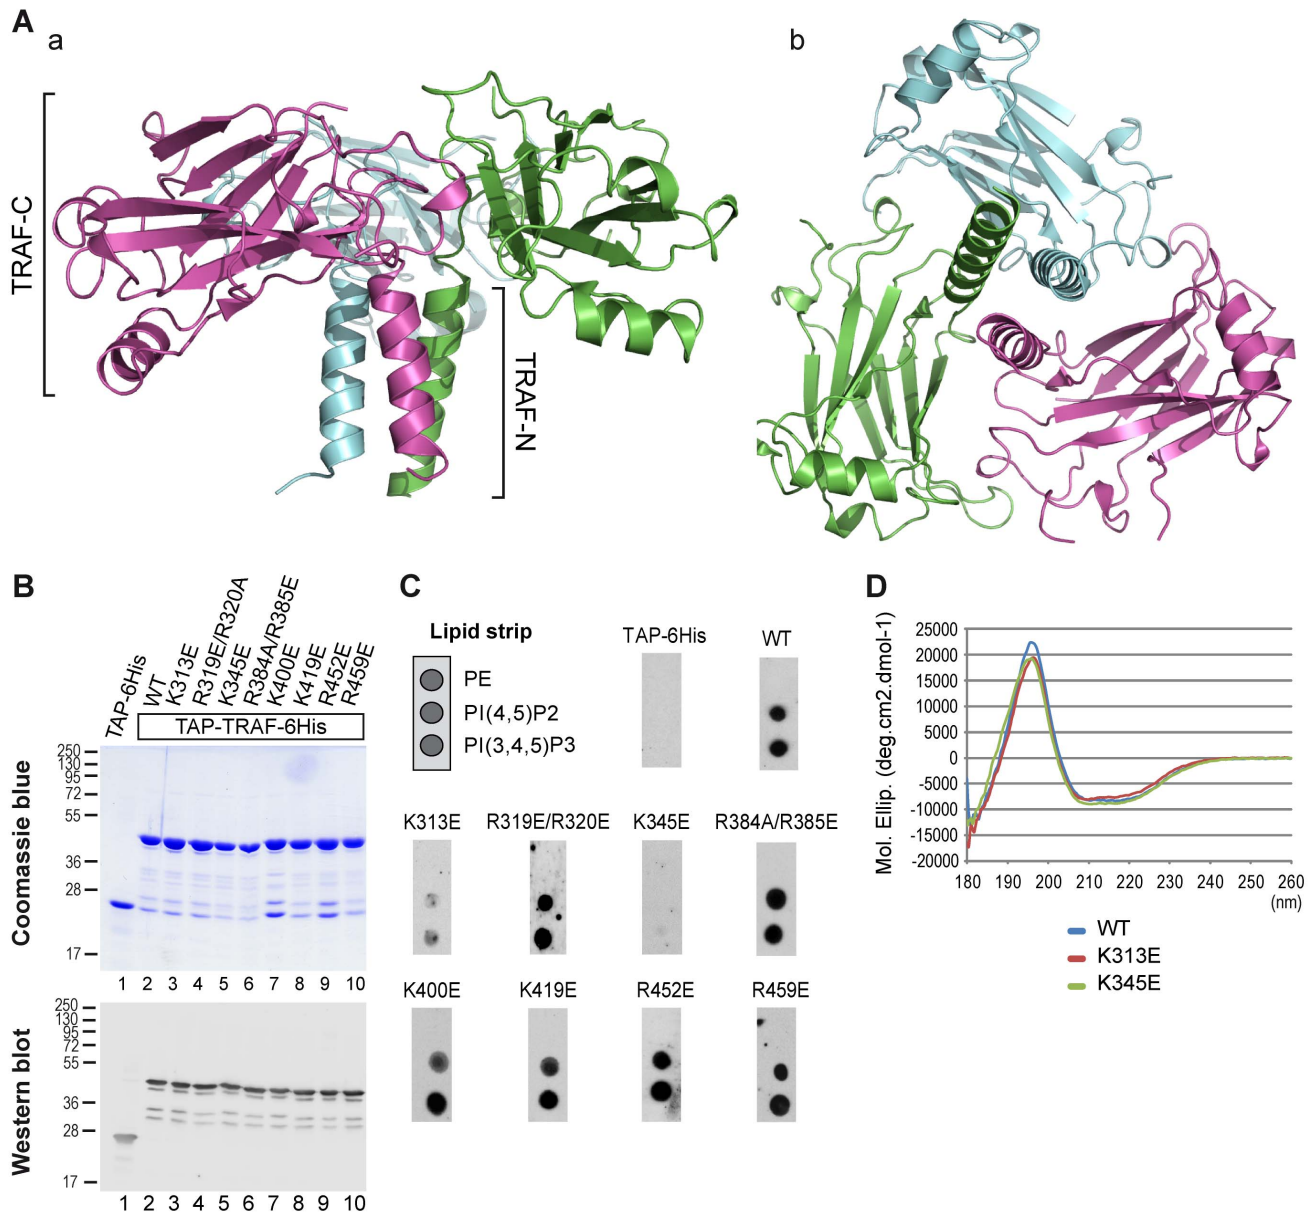 A
a
b
TRAF-C
TRAF-N
B
TAP-6His
WT
K313E
R319E/R320A
K345E
R384A/R385E
K400E
K419E
R452E
R459E
TAP-TRAF-6His
Coomassie blue
250
130
95
72
55
36
28
17
1 2 3 4 5 6 7 8 9 10
Western blot
250
130
95
72
55
36
28
17
1 2 3 4 5 6 7 8 9 10
C
Lipid strip
PE
PI(4,5)P2
PI(3,4,5)P3
TAP-6His
WT
K313E
R319E/R320E
K345E
R384A/R385E
K400E
K419E
R452E
R459E
D
Mol. Ellip. (deg.cm2.dmol-1)
25000
20000
15000
10000
5000
0
-5000
-10000
-15000
-20000
180 190 200 210 220 230 240 250 260
(nm)
WT
K313E
K345E